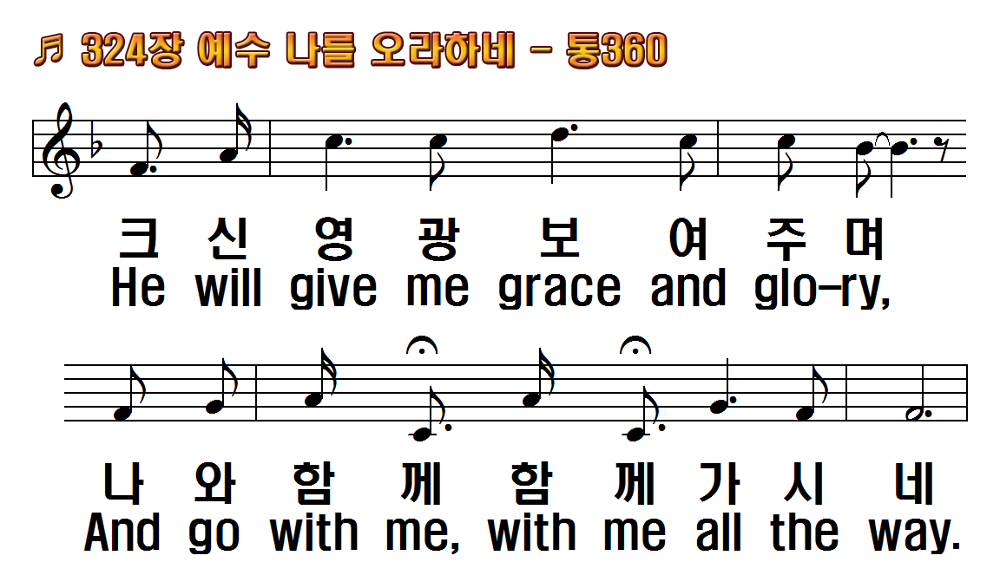 ♬ 324장 예수 나를 오라하네 - 통360
크 신 영 광 보 여 주 며
He will give me grace and glo-ry,
나 와 함 께 함 께 가 시 네
And go with me, with me all the way.